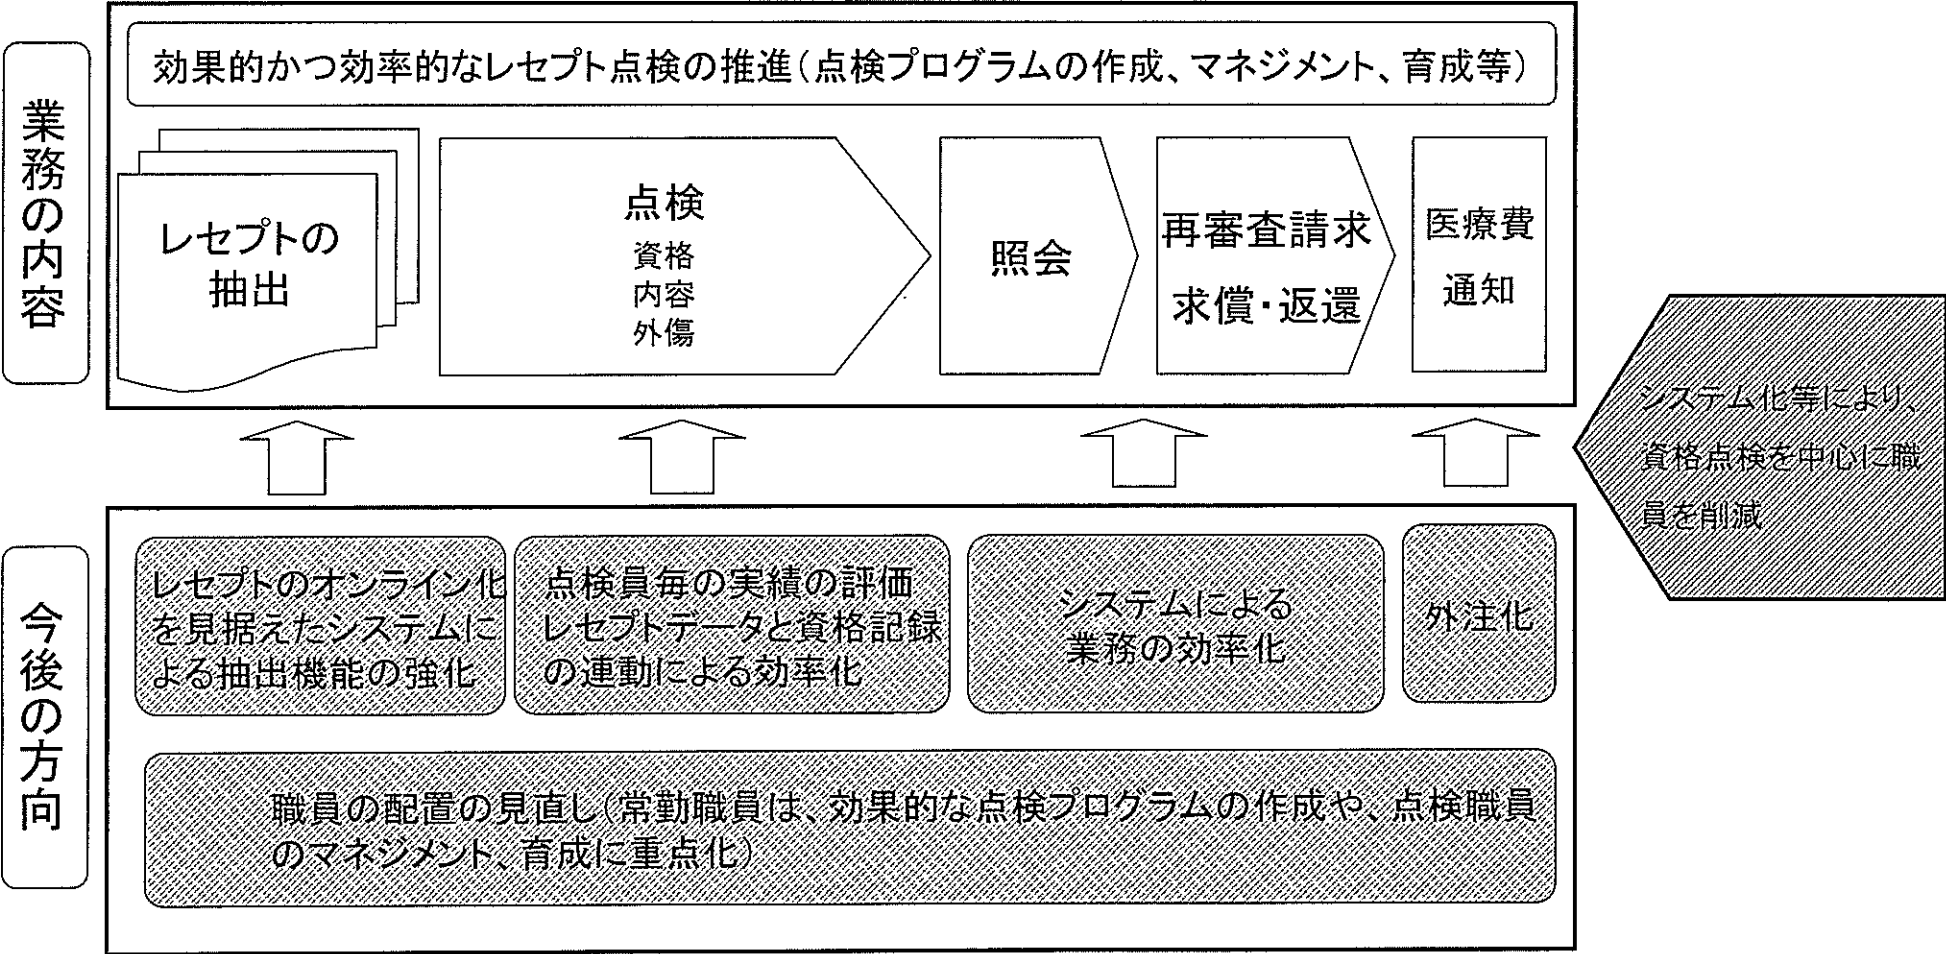 業務の内容
効果的かつ効率的なレセプト点検の推進（点検プログラムの作成、マネジメント、育成等）
レセプトの
抽出
点検
資格
内容
外傷
照会
再審査請求
求償・返還
医療費
通知
システム化等により、
資格点検を中心に職
員を削減
今後の方向
レセプトのオンライン化
を見据えたシステムに
よる抽出機能の強化
点検員毎の実績の評価
レセプトデータと資格記録
の連動による効率化
システムによる
業務の効率化
外注化
職員の配置の見直し（常勤職員は、効果的な点検プログラムの作成や、点検職員
のマネジメント、育成に重点化）